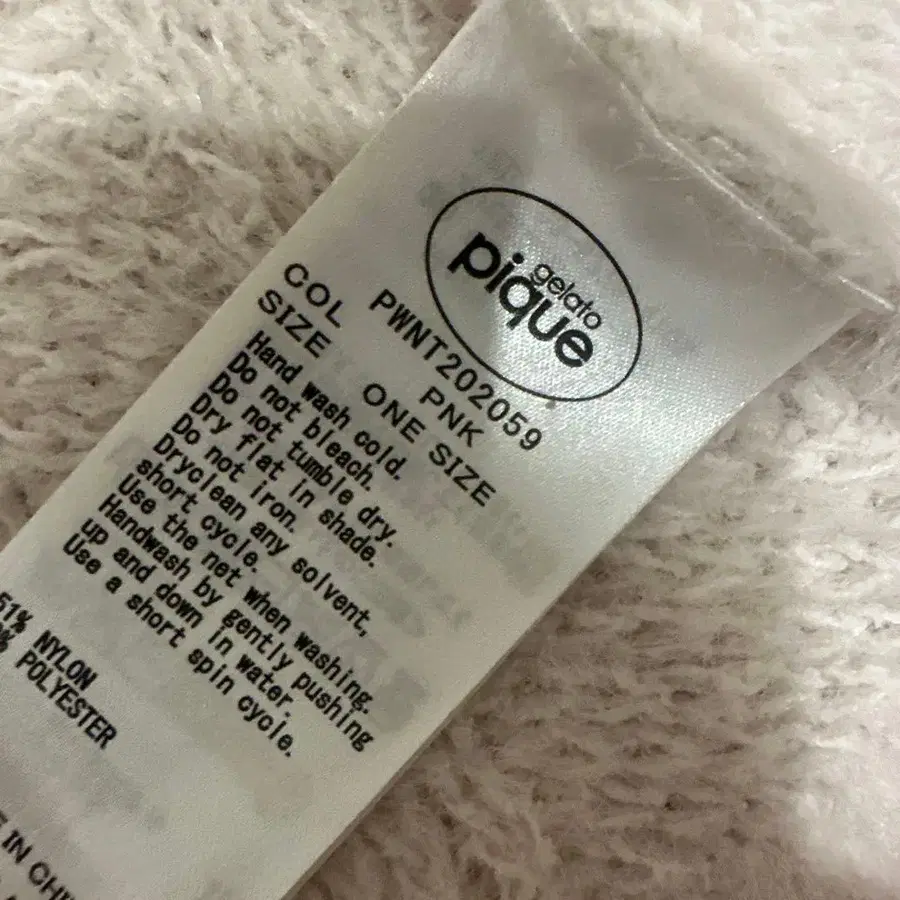 gelato
pique
PWNT202059
COL PNK
SIZE ONE SIZE
Hand wash cold.
Do not bleach.
Do not tumble dry.
Dry flat in shade.
Do not iron.
Dryclean any solvent,
short cycle.
Use the net when washing.
Handwash by gently pushing
up and down in water.
Use a short spin cycle.
51% NYLON
% POLYESTER
IN